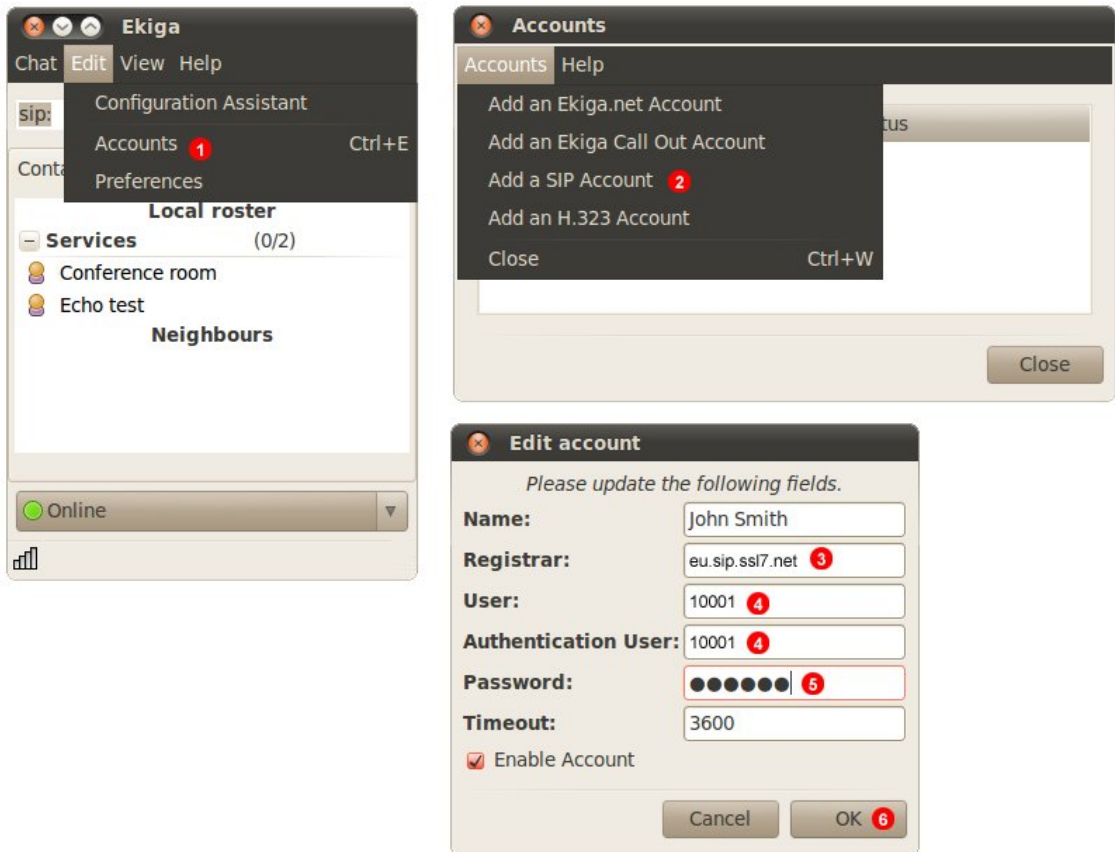 Ekiga
Chat Edit View Help
sip:
Configuration Assistant
Accounts 1 Ctrl+E
Preferences
Conta
Local roster
Services (0/2)
Conference room
Echo test
Neighbours
Online
Accounts
Accounts Help
Add an Ekiga.net Account
tus
Add an Ekiga Call Out Account
Add a SIP Account 2
Add an H.323 Account
Close Ctrl+W
Close
Edit account
Please update the following fields.
Name: John Smith
Registrar: eu.sip.ssl7.net 3
User: 10001 4
Authentication User: 10001 4
Password: ●●●●●● 5
Timeout: 3600
Enable Account
Cancel OK 6